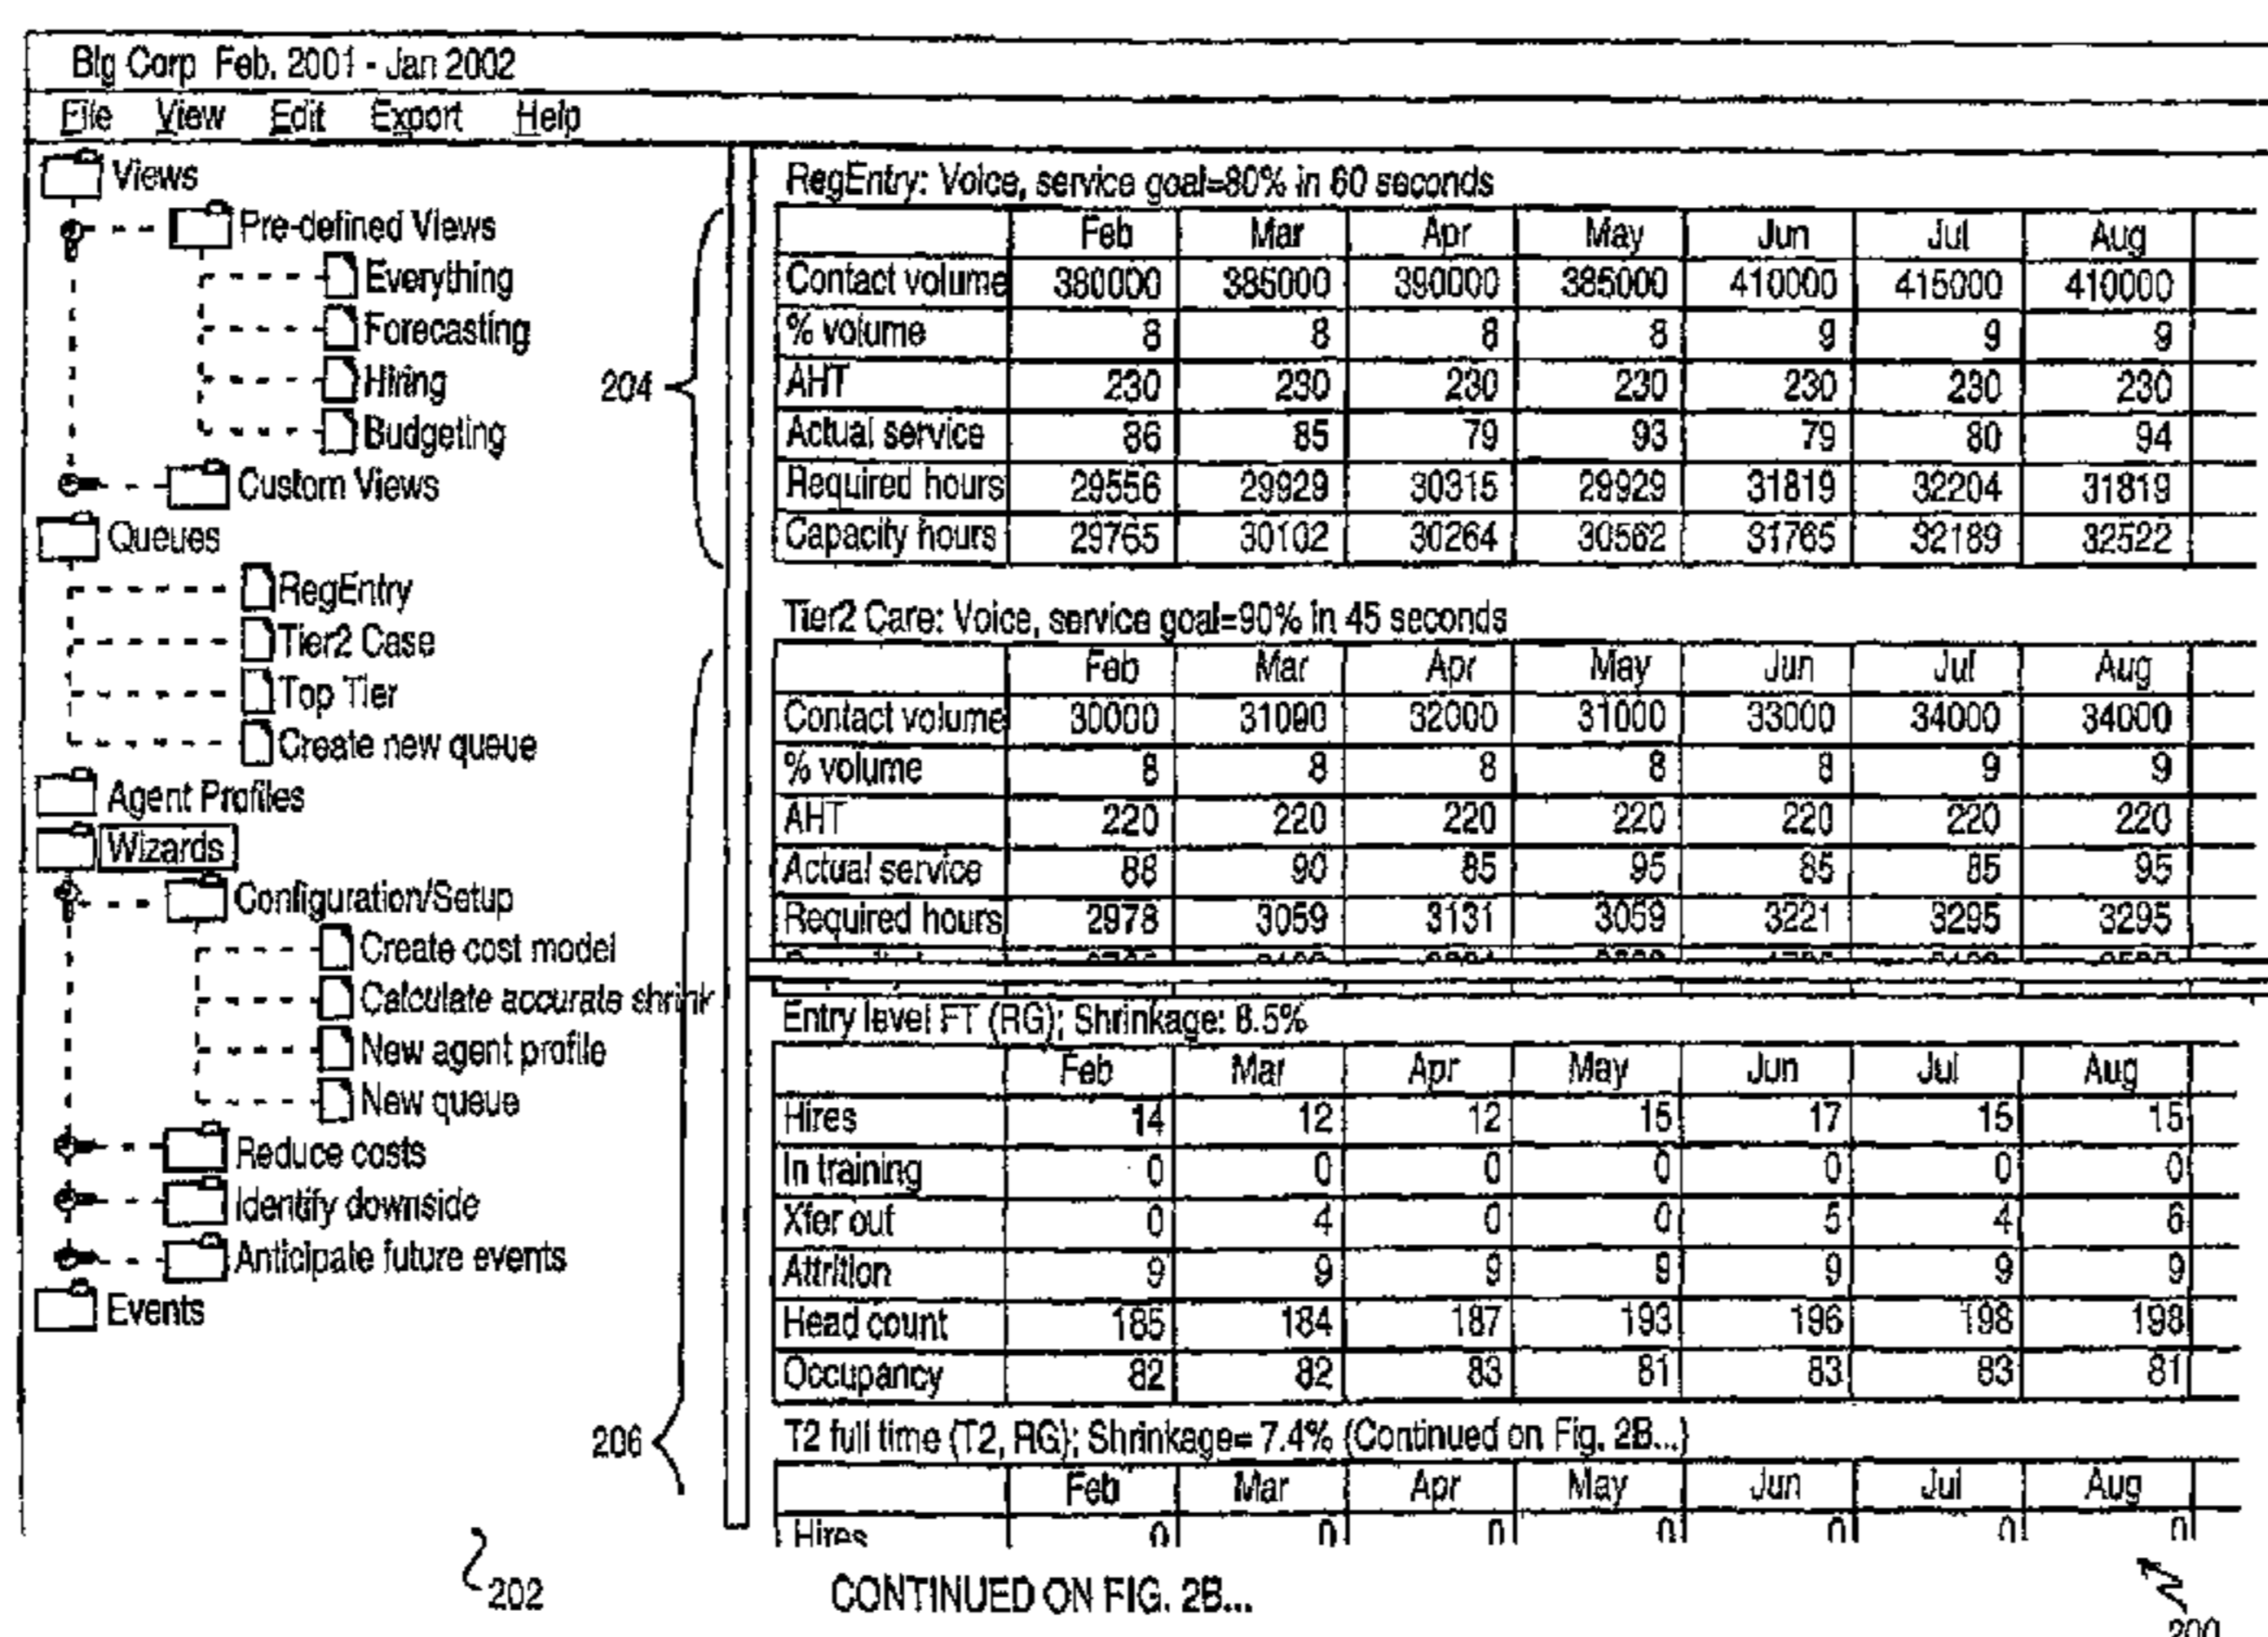 Big Corp Feb. 2001 - Jan 2002
File View Edit Export Help
Views
Pre-defined Views
Everything
Forecasting
Hiring
Budgeting
Custom Views
Queues
RegEntry
Tier2 Case
Top Tier
Create new queue
Agent Profiles
Wizards
Configuration/Setup
Create cost model
Calculate accurate shrink
New agent profile
New queue
Reduce costs
Identify downside
Anticipate future events
Events
202
204
206
RegEntry: Voice, service goal=80% in 60 seconds
Feb Mar Apr May Jun Jul Aug
Contact volume 380000 385000 390000 385000 410000 415000 410000
% volume 8 8 8 8 9 9 9
AHT 230 230 230 230 230 230 230
Actual service 86 85 79 93 79 80 94
Required hours 29556 29929 30315 29929 31819 32204 31819
Capacity hours 29765 30102 30264 30562 31765 32189 32522
Tier2 Care: Voice, service goal=90% in 45 seconds
Feb Mar Apr May Jun Jul Aug
Contact volume 30000 31090 32000 31000 33000 34000 34000
% volume 8 8 8 8 8 9 9
AHT 220 220 220 220 220 220 220
Actual service 88 90 85 95 85 85 95
Required hours 2978 3059 3131 3059 3221 3295 3295
Entry level FT (RG); Shrinkage: 8.5%
Feb Mar Apr May Jun Jul Aug
Hires 14 12 12 15 17 15 15
In training 0 0 0 0 0 0 0
Xfer out 0 4 0 0 5 4 6
Attrition 9 9 9 9 9 9 9
Head count 185 184 187 193 196 198 198
Occupancy 82 82 83 81 83 83 81
T2 full time (T2, RG); Shrinkage= 7.4% (Continued on Fig. 2B...)
Feb Mar Apr May Jun Jul Aug
Hires 0 0 0 0 0 0 0
CONTINUED ON FIG. 2B...
200